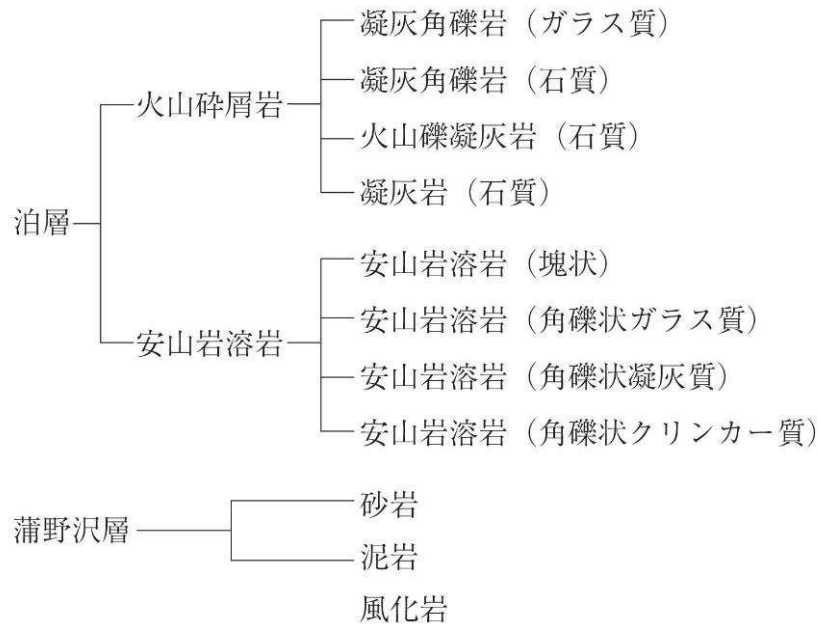 凝灰角礫岩（ガラス質）
凝灰角礫岩（石質）
火山砕屑岩
火山礫凝灰岩（石質）
凝灰岩（石質）
泊層
安山岩溶岩（塊状）
安山岩溶岩（角礫状ガラス質）
安山岩溶岩
安山岩溶岩（角礫状凝灰質）
安山岩溶岩（角礫状クリンカー質）
砂岩
蒲野沢層
泥岩
風化岩